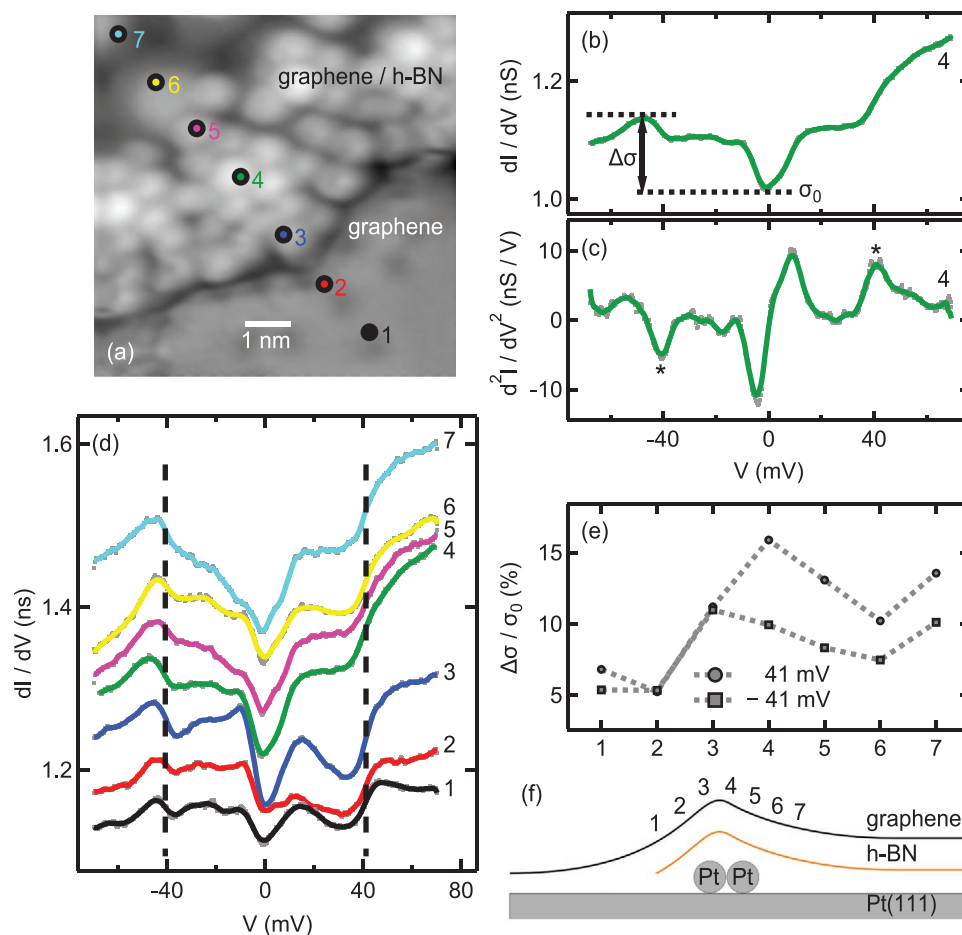 7
6
graphene / h-BN
5
4
graphene
3
2
1
1 nm
(a)
(b)
4
1.2
1.0
dI / dV (nS)
Δσ
σ0
(c)
4
10
0
-10
d2I / dV2 (nS / V)
*
*
-40
0
40
V (mV)
(d)
7
6
5
4
3
2
1
1.6
1.4
1.2
dI / dV (ns)
-40
0
40
80
V (mV)
(e)
15
10
5
Δσ / σ0 (%)
41 mV
− 41 mV
1 2 3 4 5 6 7
(f)
1 2 3 4 5 6 7
graphene
h-BN
Pt Pt
Pt(111)